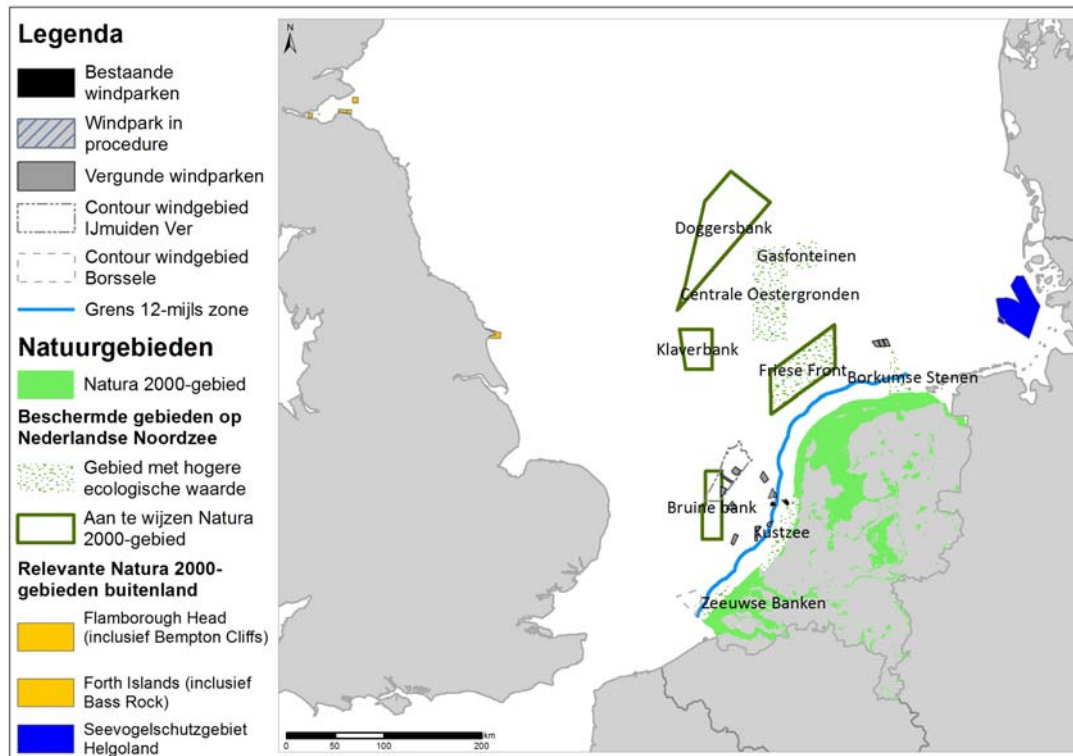 Legenda
Bestaande
windparken
Windpark in
procedure
Vergunde windparken
Contour windgebied
IJmuiden Ver
Contour windgebied
Borssele
Grens 12-mijls zone
Natuurgebieden
Natura 2000-gebied
Beschermde gebieden op
Nederlandse Noordzee
Gebied met hogere
ecologische waarde
Aan te wijzen Natura
2000-gebied
Relevante Natura 2000-
gebieden buitenland
Flamborough Head
(inclusief Bempton Cliffs)
Forth Islands (inclusief
Bass Rock)
Seevogelschutzgebiet
Helgoland
N
Doggersbank
Gasfonteinen
Centrale Oestergronden
Klaverbank
Friese Front
Borkumse Stenen
Bruine bank
Kustzee
Zeeuwse Banken
km
0 50 100 200